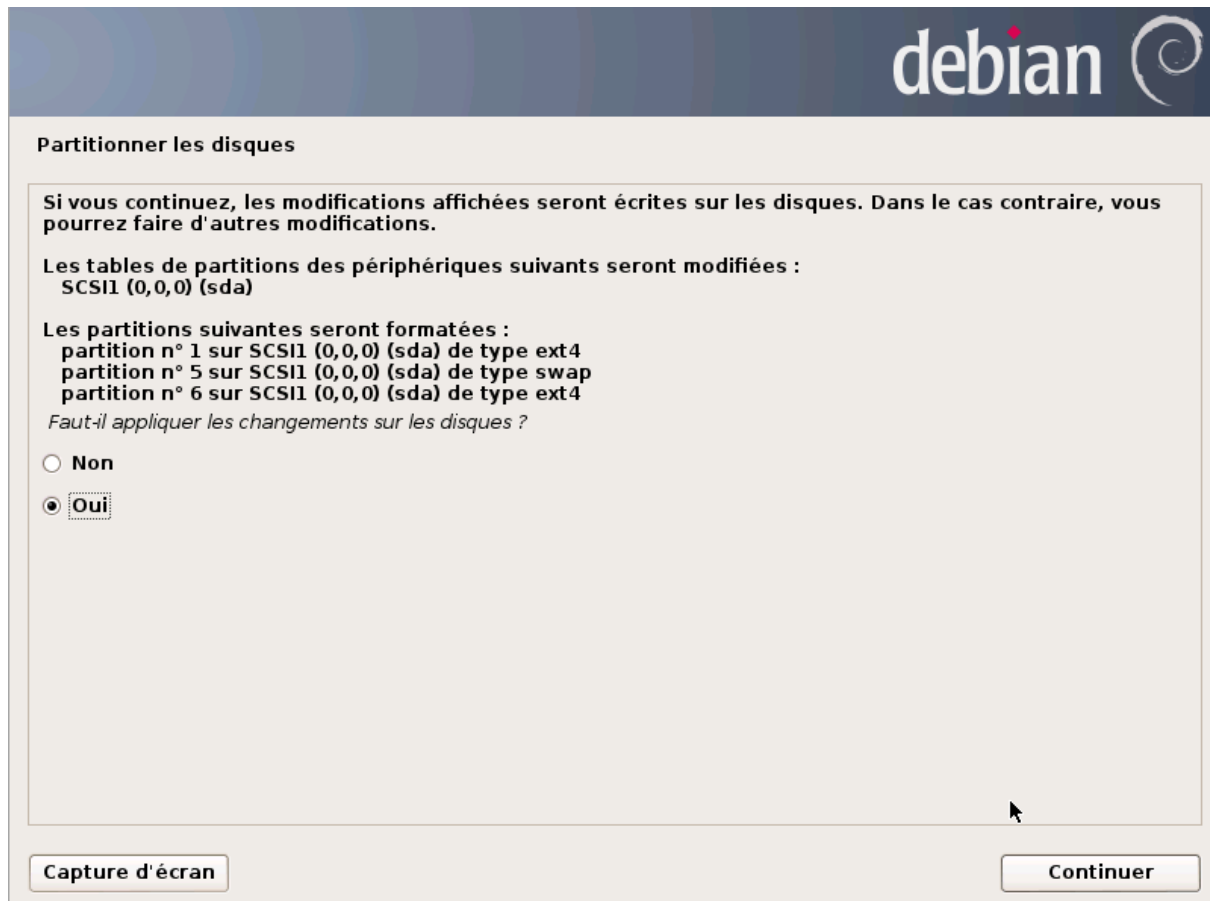 debian
Partitionner les disques
Si vous continuez, les modifications affichées seront écrites sur les disques. Dans le cas contraire, vous
pourrez faire d'autres modifications.
Les tables de partitions des périphériques suivants seront modifiées :
SCSI1 (0,0,0) (sda)
Les partitions suivantes seront formatées :
partition n° 1 sur SCSI1 (0,0,0) (sda) de type ext4
partition n° 5 sur SCSI1 (0,0,0) (sda) de type swap
partition n° 6 sur SCSI1 (0,0,0) (sda) de type ext4
Faut-il appliquer les changements sur les disques ?
Non
Oui
Capture d'écran
Continuer